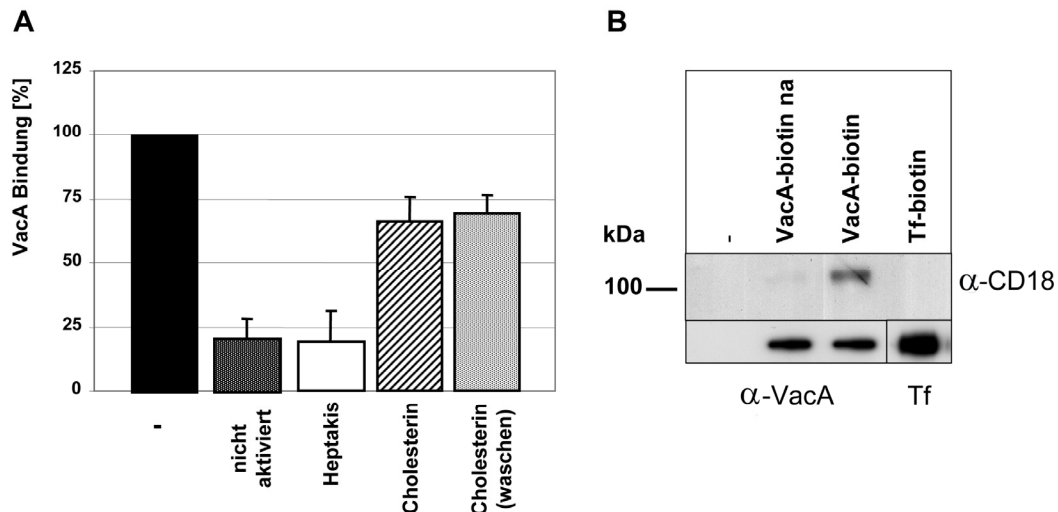 A
VacA Bindung [%]
125
100
75
50
25
0
-
nicht
aktiviert
Heptakis
Cholesterin
Cholesterin
(waschen)
B
-
VacA-biotin na
VacA-biotin
Tf-biotin
kDa
100
α-CD18
α-VacA
Tf